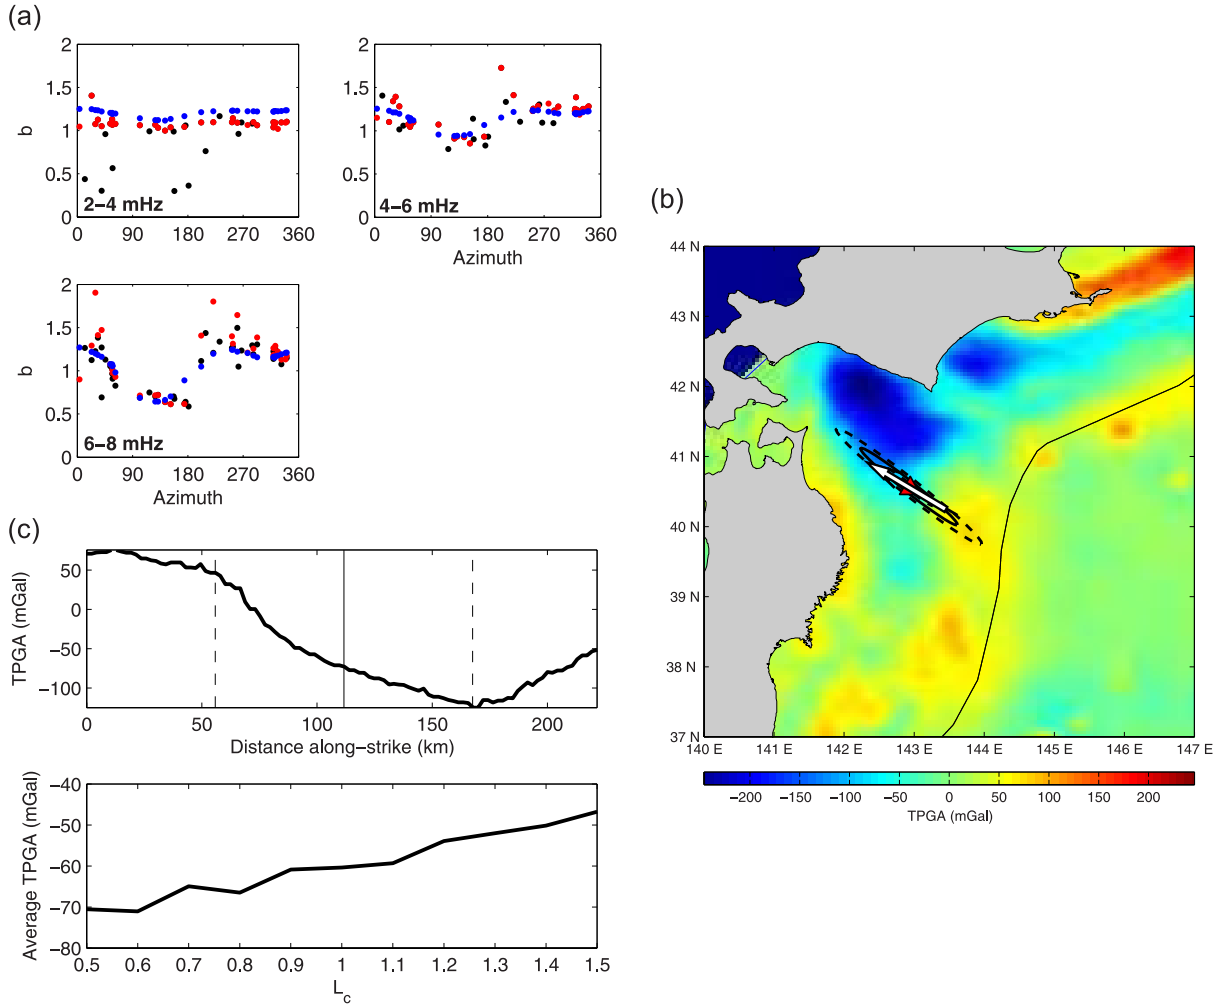 (a)
2
1.5
1
0.5
0
b
2–4 mHz
0 90 180 270 360
2
1.5
1
0.5
0
4–6 mHz
0 90 180 270 360
Azimuth
2
1.5
1
0.5
0
b
6–8 mHz
0 90 180 270 360
Azimuth
(b)
44 N
43 N
42 N
41 N
40 N
39 N
38 N
37 N
140 E 141 E 142 E 143 E 144 E 145 E 146 E 147 E
−200 −150 −100 −50 0 50 100 150 200
TPGA (mGal)
(c)
50
0
−50
−100
TPGA (mGal)
0 50 100 150 200
Distance along−strike (km)
−40
−50
−60
−70
−80
Average TPGA (mGal)
0.5 0.6 0.7 0.8 0.9 1 1.1 1.2 1.3 1.4 1.5
L_c